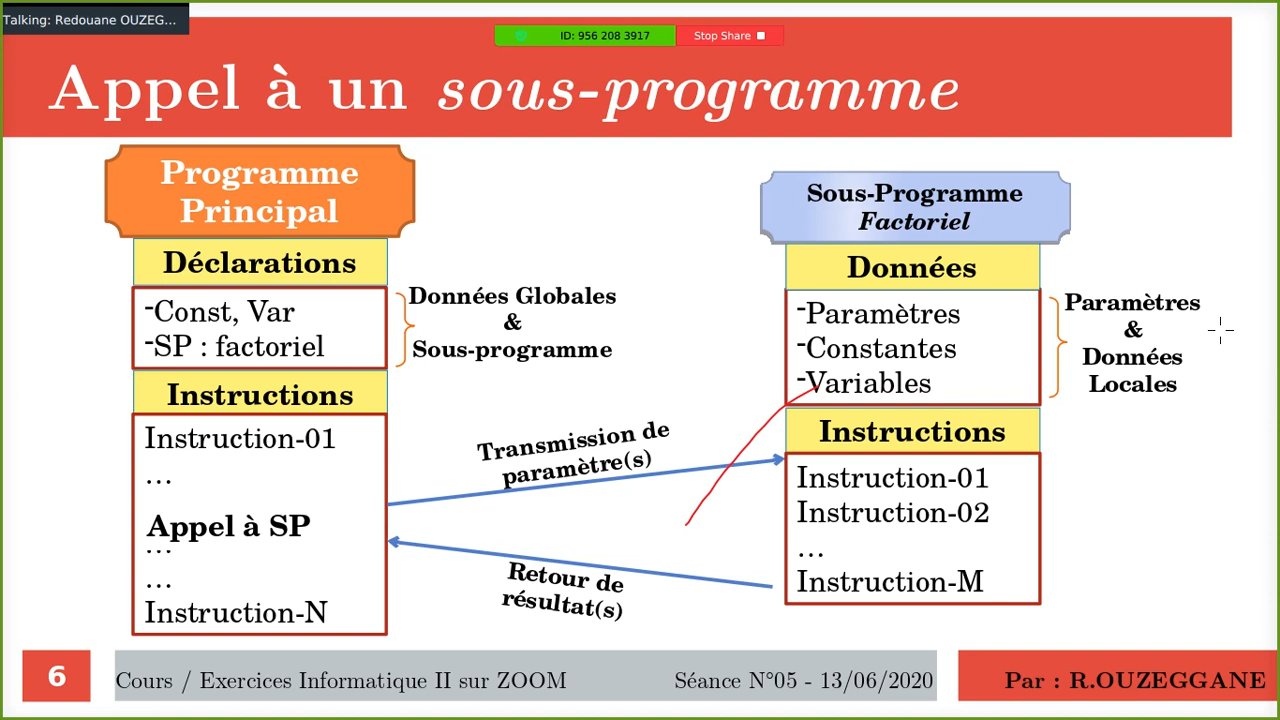 Talking: Redouane OUZEG...
ID: 956 208 3917
Stop Share
Appel à un sous-programme
Programme
Principal
Déclarations
-Const, Var
-SP : factoriel
Données Globales
&
Sous-programme
Instructions
Instruction-01
...
Appel à SP
...
...
Instruction-N
Transmission de
paramètre(s)
Retour de
résultat(s)
Sous-Programme
Factoriel
Données
-Paramètres
-Constantes
-Variables
Paramètres
&
Données
Locales
Instructions
Instruction-01
Instruction-02
...
Instruction-M
6
Cours / Exercices Informatique II sur ZOOM
Séance N°05 - 13/06/2020
Par : R.OUZEGGANE